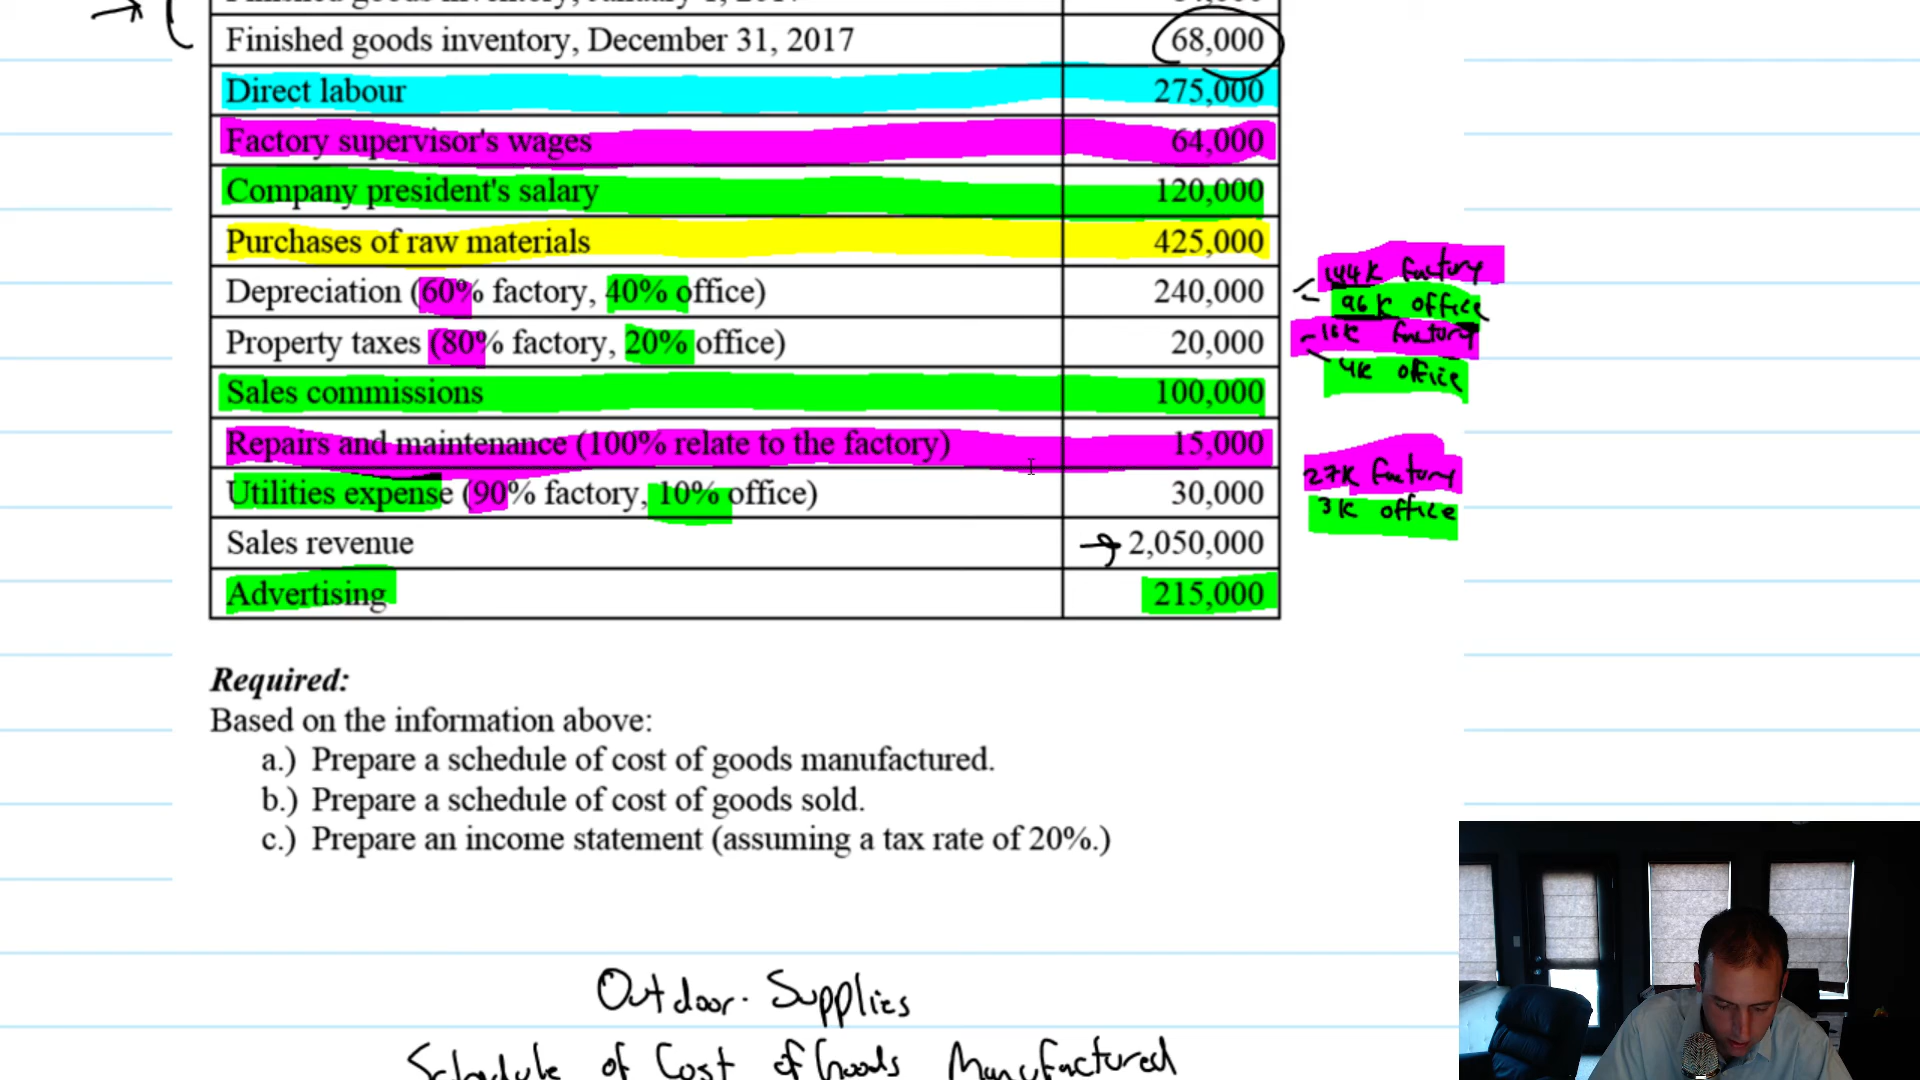 Finished goods inventory, December 31, 2017 68,000
Direct labour 275,000
Factory supervisor's wages 64,000
Company president's salary 120,000
Purchases of raw materials 425,000
Depreciation (60% factory, 40% office) 240,000
144K factory
96K office
Property taxes (80% factory, 20% office) 20,000
16K factory
4K office
Sales commissions 100,000
Repairs and maintenance (100% relate to the factory) 15,000
Utilities expense (90% factory, 10% office) 30,000
27K factory
3K office
Sales revenue 2,050,000
Advertising 215,000
Required:
Based on the information above:
a.) Prepare a schedule of cost of goods manufactured.
b.) Prepare a schedule of cost of goods sold.
c.) Prepare an income statement (assuming a tax rate of 20%.)
Outdoor Supplies
Schedule of Cost of Goods Manufactured